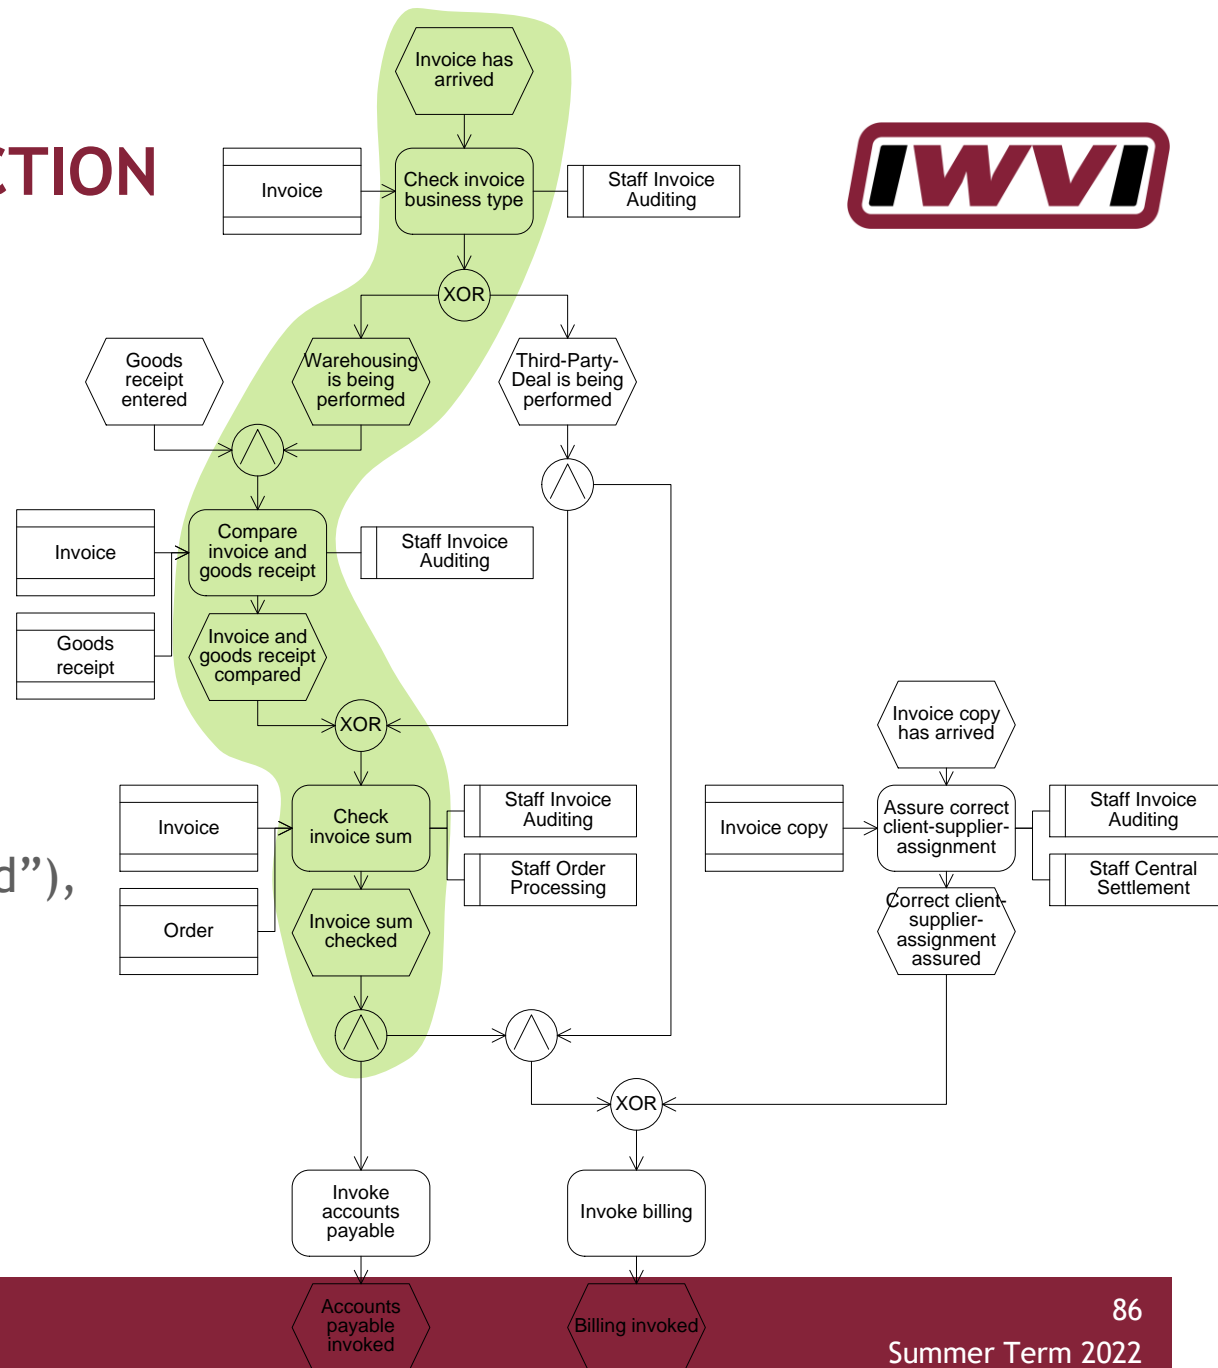 CTION
IWVI
Invoice has
arrived
Invoice
Check invoice
business type
Staff Invoice
Auditing
XOR
Goods
receipt
entered
Warehousing
is being
performed
Third-Party-
Deal is being
performed
Invoice
Compare
invoice and
goods receipt
Staff Invoice
Auditing
Goods
receipt
Invoice and
goods receipt
compared
XOR
Invoice copy
has arrived
Invoice
Check
invoice sum
Staff Invoice
Auditing
Staff Order
Processing
Invoice copy
Assure correct
client-supplier-
assignment
Staff Invoice
Auditing
Staff Central
Settlement
d”),
Order
Invoice sum
checked
Correct client-
supplier-
assignment
assured
XOR
Invoke
accounts
payable
Invoke billing
Accounts
payable
invoked
Billing invoked
86
Summer Term 2022